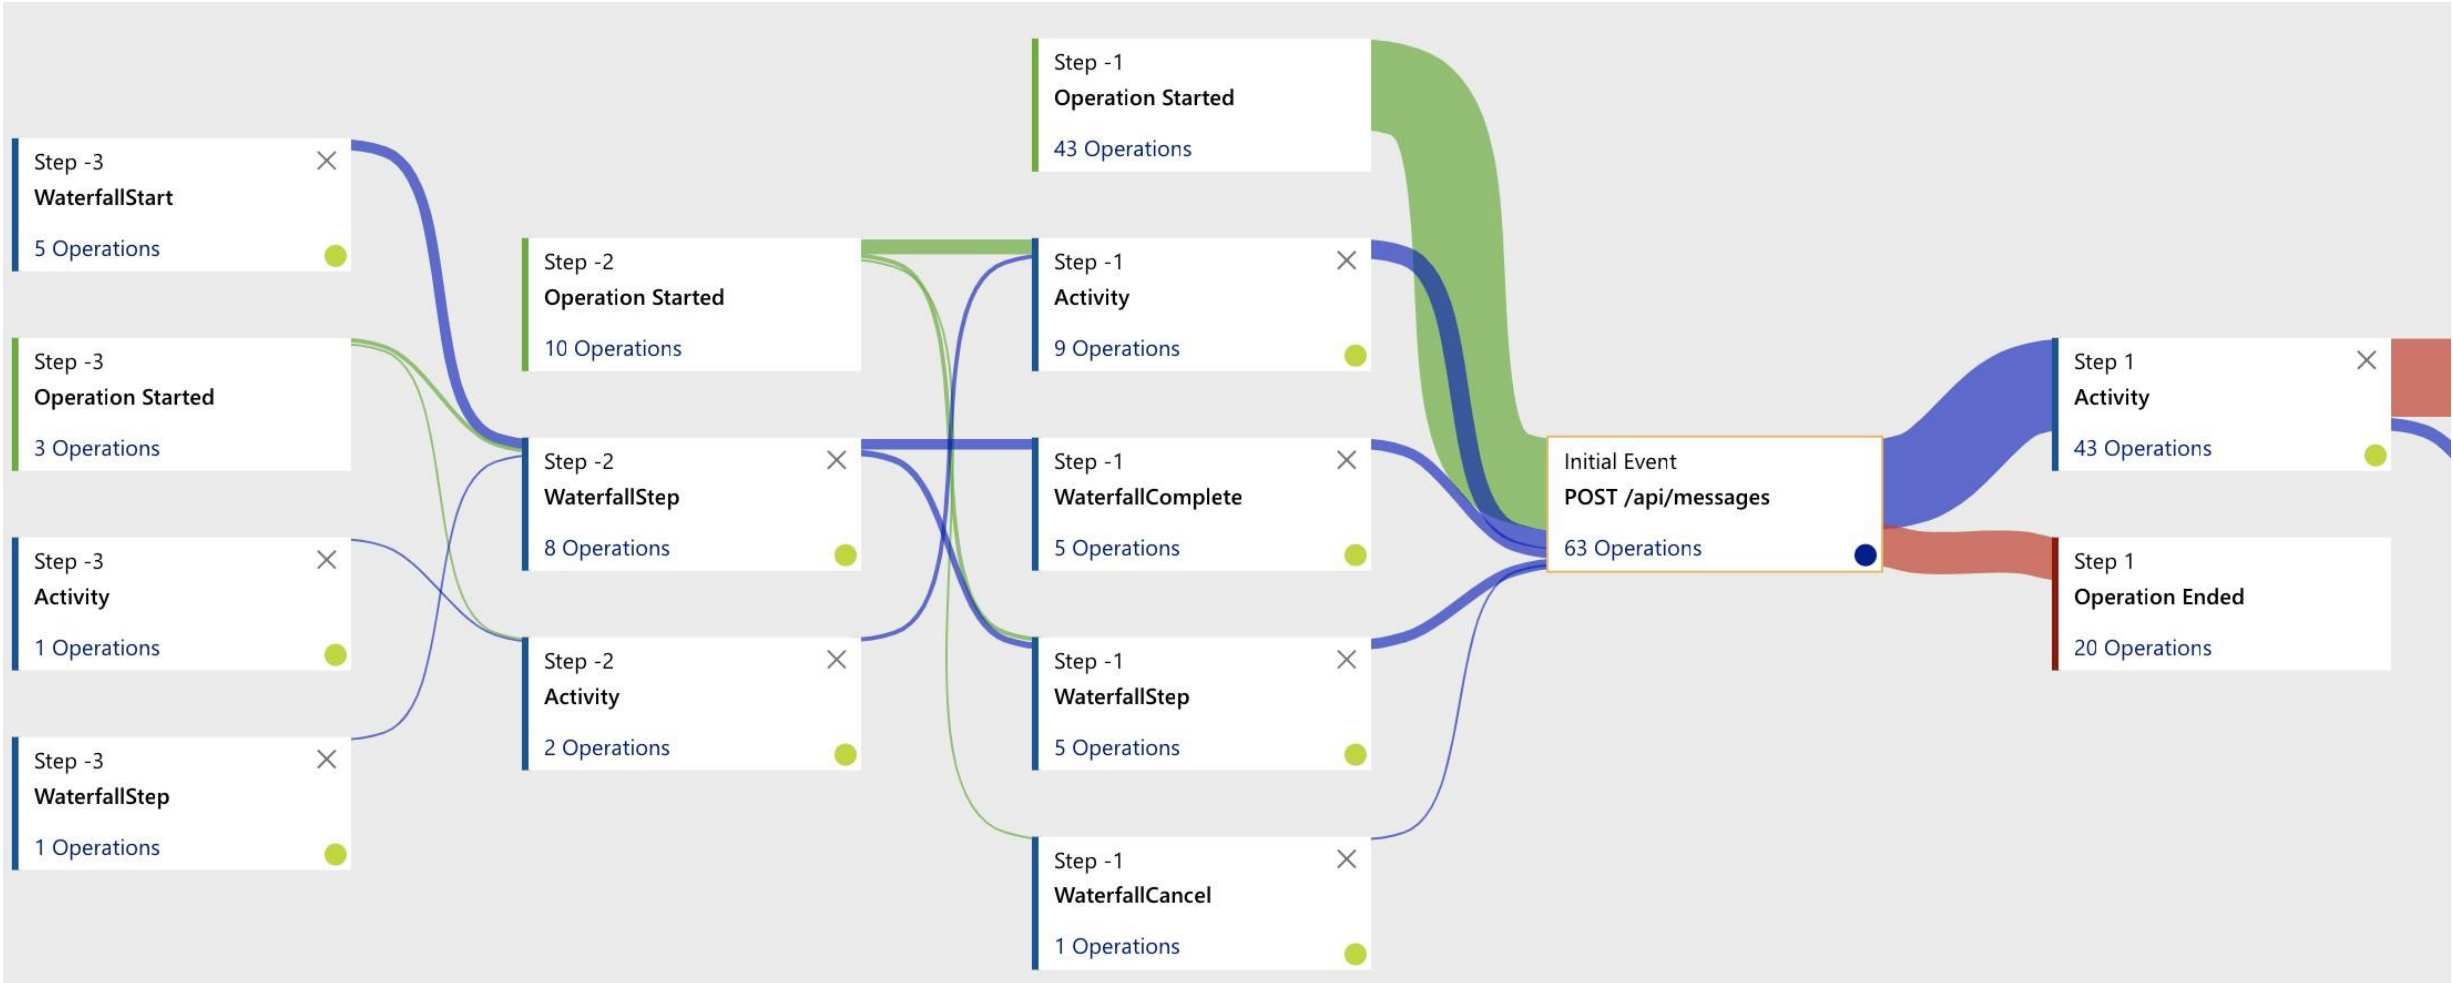 Step -3
WaterfallStart
5 Operations
Step -3
Operation Started
3 Operations
Step -3
Activity
1 Operations
Step -3
WaterfallStep
1 Operations
Step -2
Operation Started
10 Operations
Step -2
WaterfallStep
8 Operations
Step -2
Activity
2 Operations
Step -1
Operation Started
43 Operations
Step -1
Activity
9 Operations
Step -1
WaterfallComplete
5 Operations
Step -1
WaterfallStep
5 Operations
Step -1
WaterfallCancel
1 Operations
Initial Event
POST /api/messages
63 Operations
Step 1
Activity
43 Operations
Step 1
Operation Ended
20 Operations